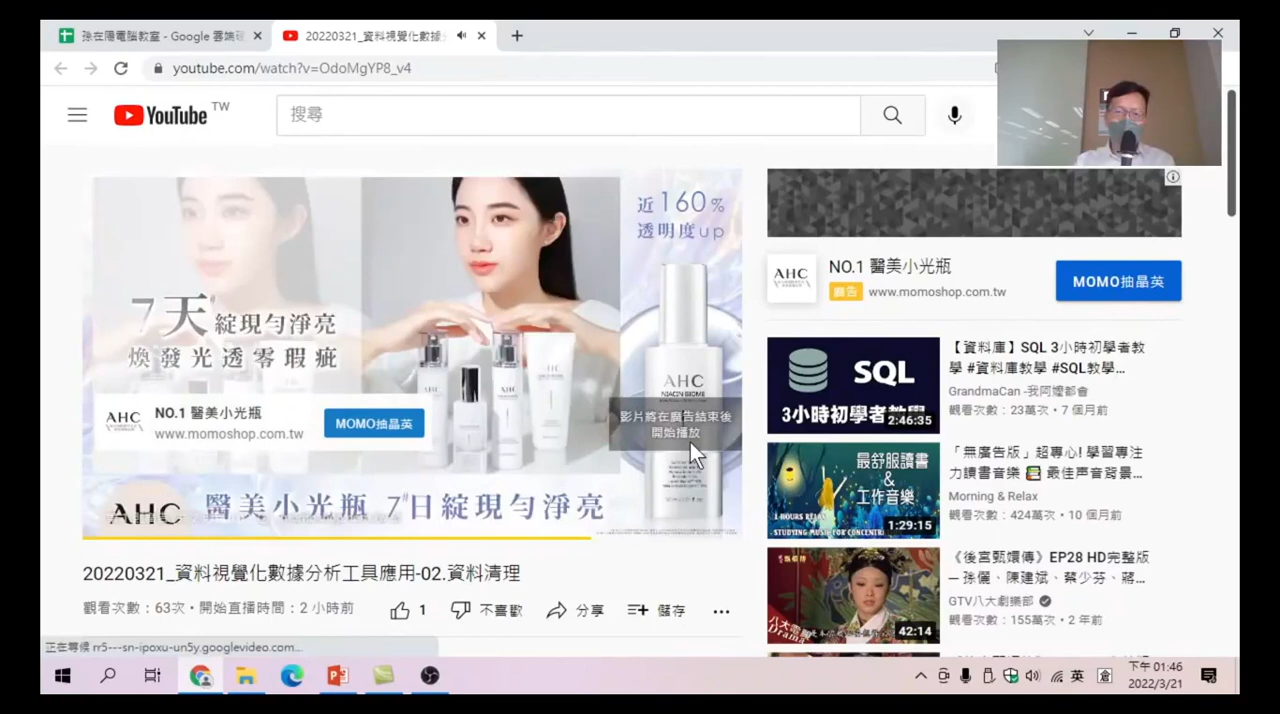 孫在陽電腦教室 - Google 雲端硬
20220321_資料視覺化數據分
youtube.com/watch?v=OdoMgYP8_v4
YouTube TW
搜尋
近160%
透明度up
7天綻現勻淨亮
煥發光透零瑕疵
AHC
NO.1 醫美小光瓶
www.momoshop.com.tw
MOMO抽晶英
AHC
影片將在廣告結束後
開始播放
AHC 醫美小光瓶 7日綻現勻淨亮
20220321_資料視覺化數據分析工具應用-02.資料清理
觀看次數：63次・開始直播時間：2 小時前
1
不喜歡
分享
儲存
正在等候 rr5---sn-ipoxu-un5y.googlevideo.com...
AHC
NO.1 醫美小光瓶
廣告 www.momoshop.com.tw
MOMO抽晶英
SQL
3小時初學者教學
2:46:35
【資料庫】SQL 3小時初學者教
學 #資料庫教學 #SQL教學...
GrandmaCan -我阿嬤都會
觀看次數：23萬次・7 個月前
最舒服讀書
&
工作音樂
1:29:15
「無廣告版」超專心! 學習專注
力讀書音樂 最佳声音背景...
Morning & Relax
觀看次數：424萬次・10 個月前
八大
Drama
42:14
《後宮甄嬛傳》EP28 HD完整版
─ 孫儷、陳建斌、蔡少芬、蔣...
GTV八大劇樂部
觀看次數：155萬次・2 年前
英
下午 01:46
2022/3/21